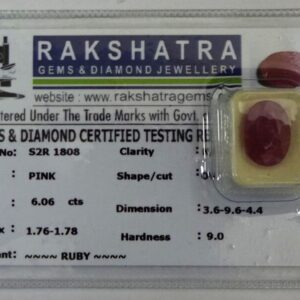 RAKSHATRA
GEMS & DIAMOND JEWELLERY
website : www.rakshatragems
tered Under The Trade Marks with Govt.
S & DIAMOND CERTIFIED TESTING RE
No: S2R 1808 Clarity
PINK Shape/cut
6.06 cts Dimension 3.6-9.6-4.4
x 1.76-1.78 Hardness 9.0
ent: ~~~~ RUBY ~~~~